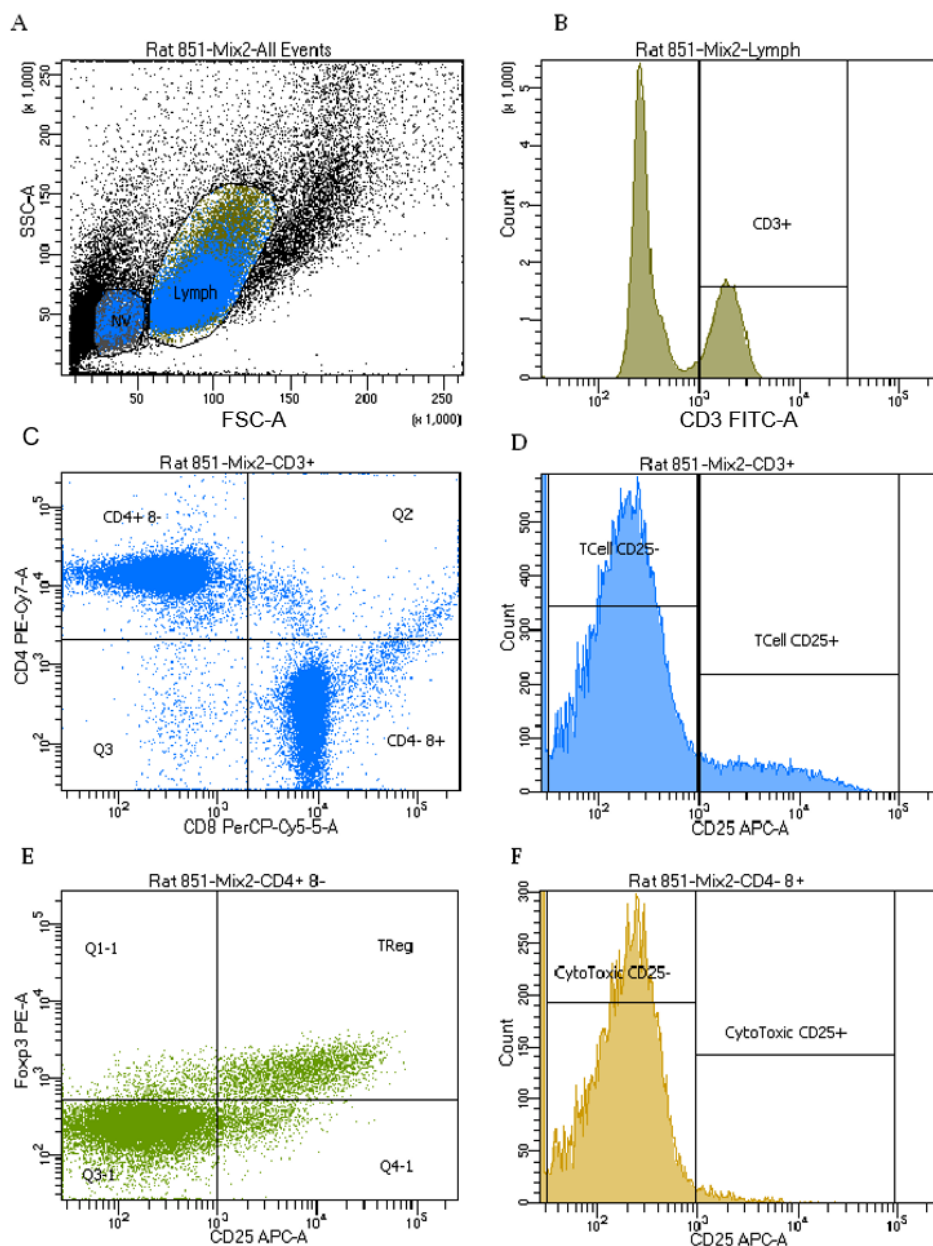 A
Rat 851-Mix2-All Events
SSC-A
(x 1,000)
250
200
150
100
50
NV
Lymph
50 100 150 200 250
FSC-A
(x 1,000)
B
Rat 851-Mix2-Lymph
Count
(x 1,000)
5
4
3
2
1
0
CD3+
10^2 10^3 10^4 10^5
CD3 FITC-A
C
Rat 851-Mix2-CD3+
CD4 PE-Cy7-A
10^5
10^4
10^3
10^2
CD4+ 8-
Q2
Q3
CD4- 8+
10^2 10^3 10^4 10^5
CD8 PerCP-Cy5-5-A
D
Rat 851-Mix2-CD3+
Count
500
400
300
200
100
0
TCell CD25-
TCell CD25+
10^2 10^3 10^4 10^5
CD25 APC-A
E
Rat 851-Mix2-CD4+ 8-
Foxp3 PE-A
10^5
10^4
10^3
10^2
Q1-1
TReg
Q3-1
Q4-1
10^2 10^3 10^4 10^5
CD25 APC-A
F
Rat 851-Mix2-CD4- 8+
Count
300
250
200
150
100
50
0
CytoToxic CD25-
CytoToxic CD25+
10^2 10^3 10^4 10^5
CD25 APC-A